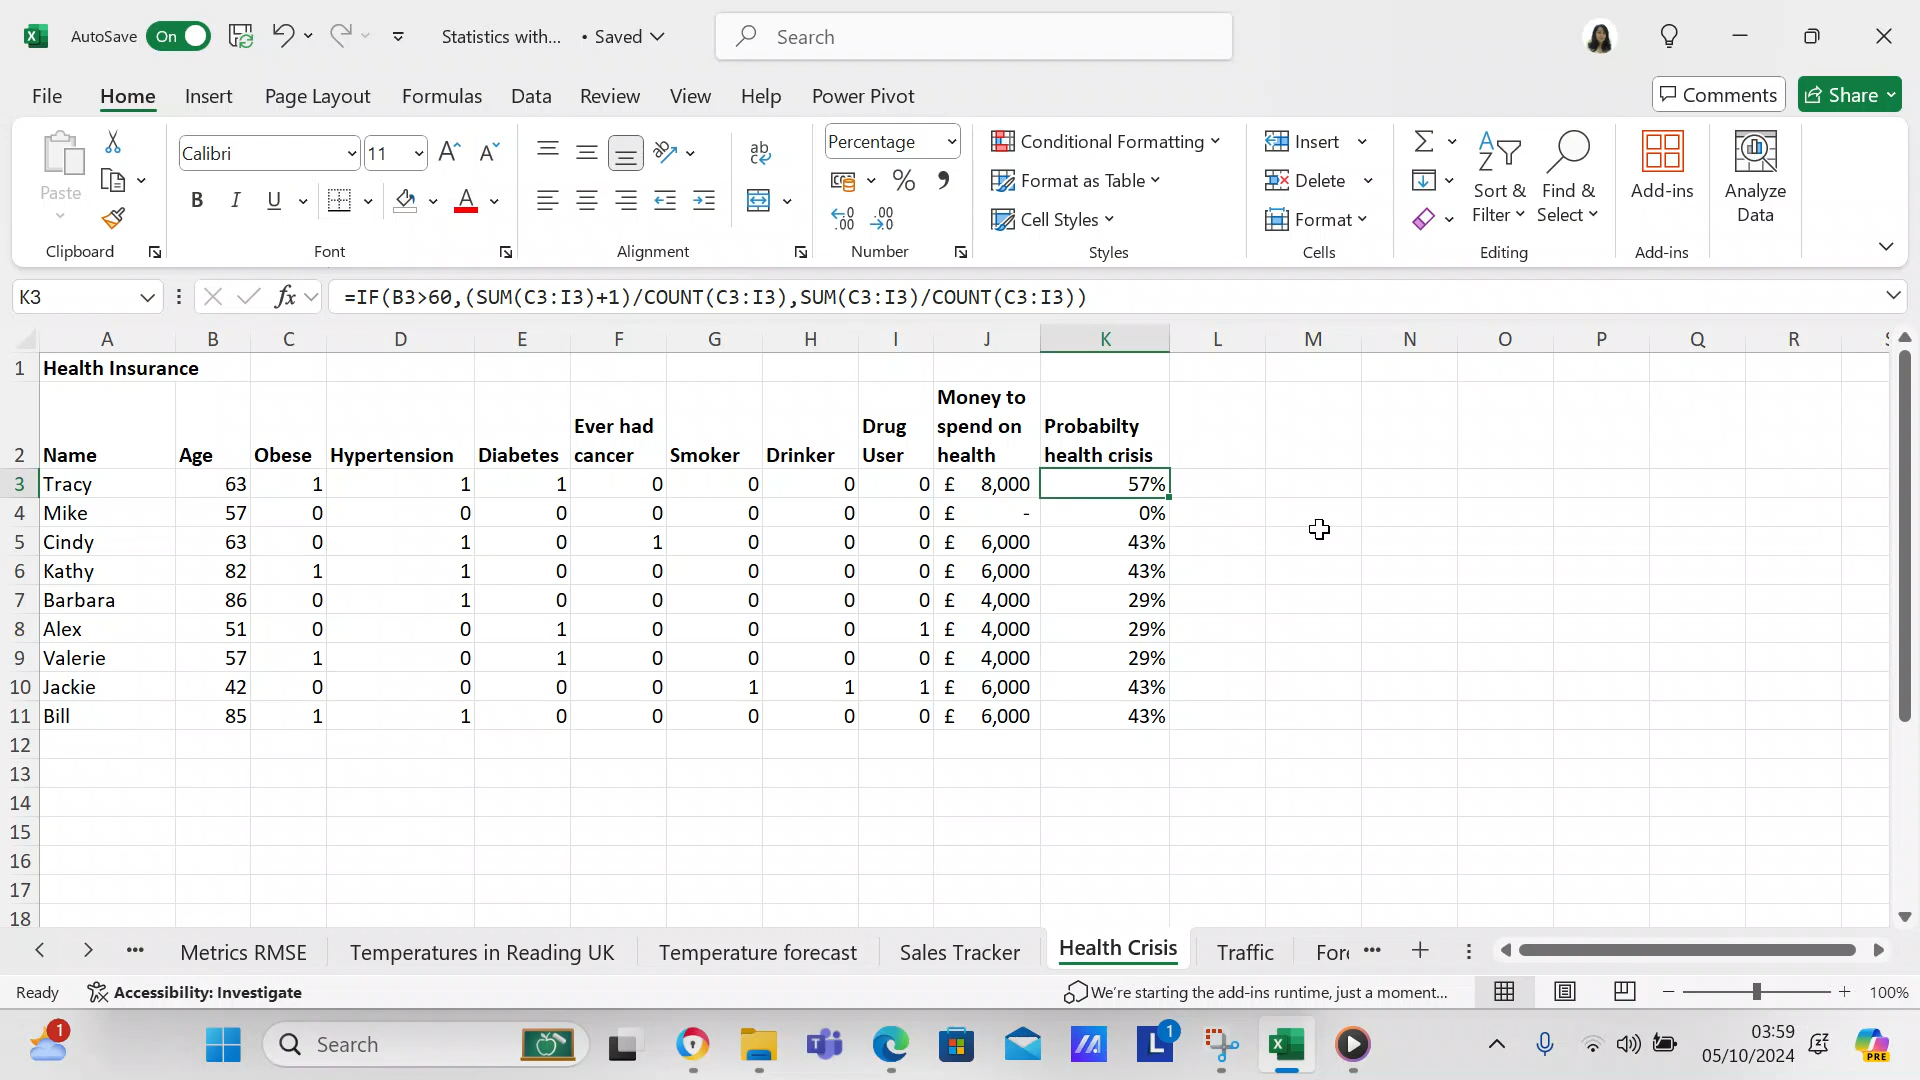 AutoSave On Statistics with... • Saved Search
File Home Insert Page Layout Formulas Data Review View Help Power Pivot Comments Share
Paste Calibri 11 A A ab c Percentage Conditional Formatting Insert Σ A Z
B I U A % , Format as Table Delete Sort & Filter Find & Select Add-ins Analyze Data
←0 .00 .00 →0 Cell Styles Format
Clipboard Font Alignment Number Styles Cells Editing Add-ins
K3 fx =IF(B3>60,(SUM(C3:I3)+1)/COUNT(C3:I3),SUM(C3:I3)/COUNT(C3:I3))
A B C D E F G H I J K L M N O P Q R
1 Health Insurance
2 Name Age Obese Hypertension Diabetes Ever had cancer Smoker Drinker Drug User Money to spend on health Probabilty health crisis
3 Tracy 63 1 1 1 0 0 0 0 £ 8,000 57%
4 Mike 57 0 0 0 0 0 0 0 £ - 0%
5 Cindy 63 0 1 0 1 0 0 0 £ 6,000 43%
6 Kathy 82 1 1 0 0 0 0 0 £ 6,000 43%
7 Barbara 86 0 1 0 0 0 0 0 £ 4,000 29%
8 Alex 51 0 0 1 0 0 0 1 £ 4,000 29%
9 Valerie 57 1 0 1 0 0 0 0 £ 4,000 29%
10 Jackie 42 0 0 0 0 1 1 1 £ 6,000 43%
11 Bill 85 1 1 0 0 0 0 0 £ 6,000 43%
12
13
14
15
16
17
18
••• Metrics RMSE Temperatures in Reading UK Temperature forecast Sales Tracker Health Crisis Traffic Fore •••
Ready Accessibility: Investigate We're starting the add-ins runtime, just a moment... 100%
1 Search L 1 03:59
05/10/2024 PRE